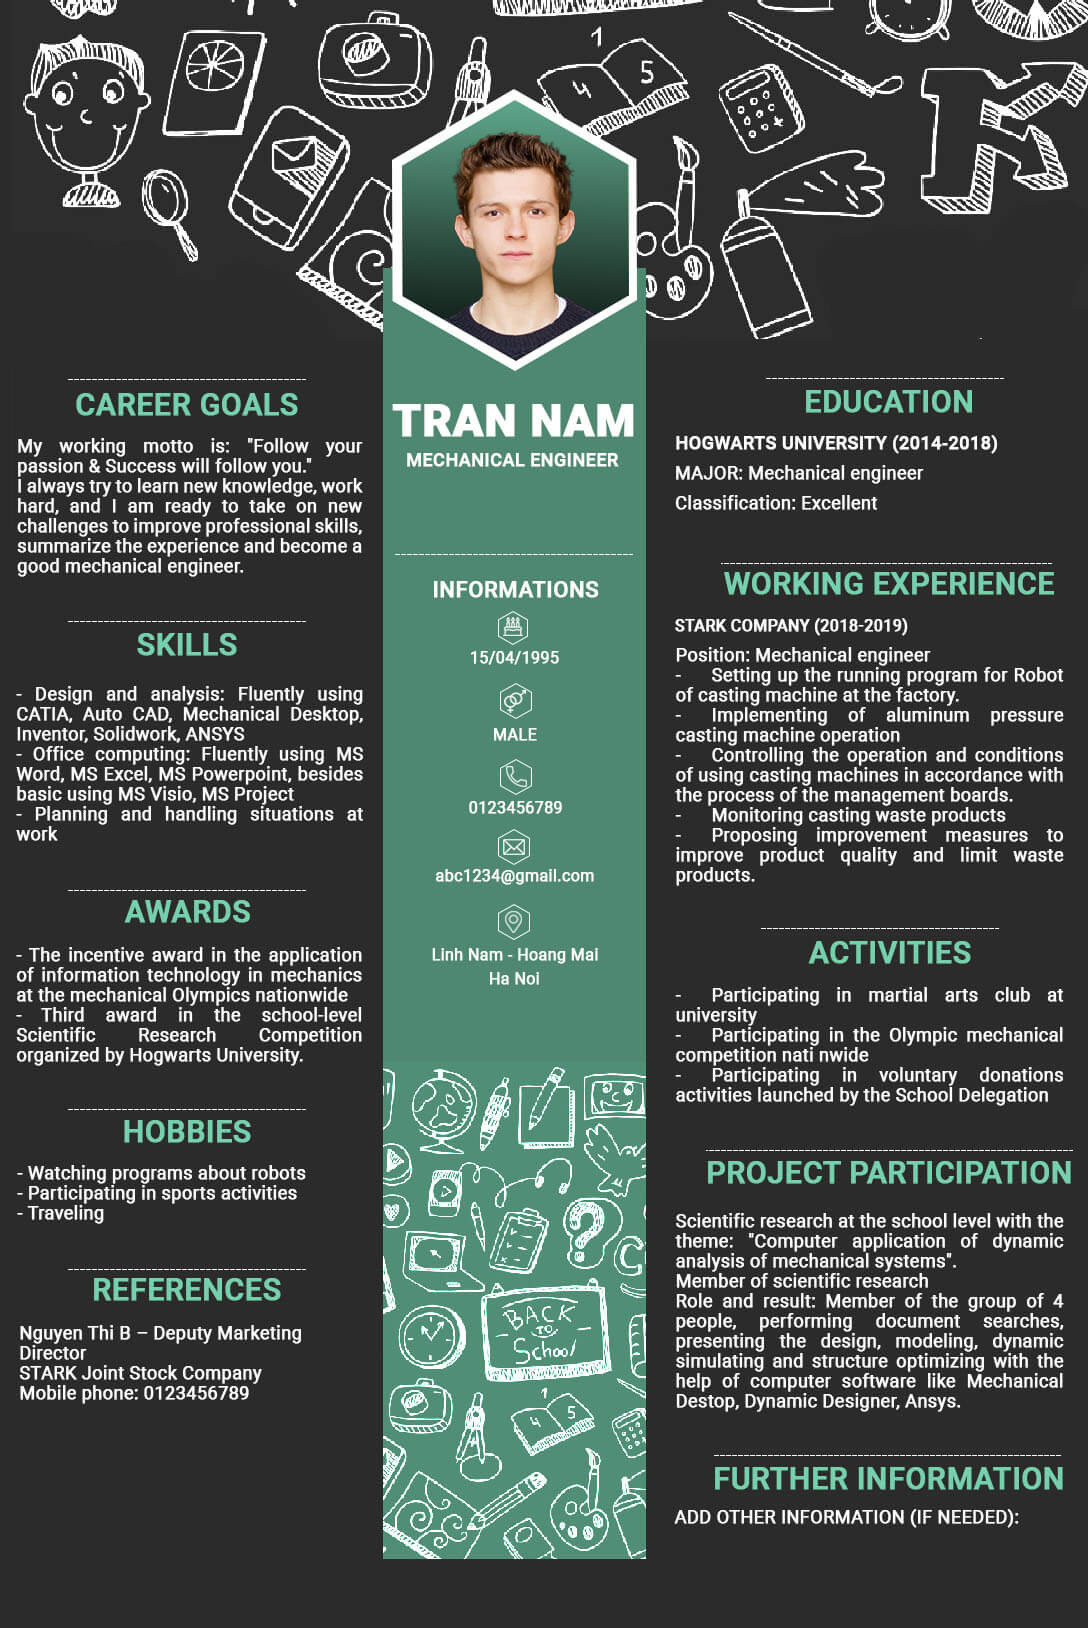 1
4
5
TRAN NAM
MECHANICAL ENGINEER
INFORMATIONS
15/04/1995
MALE
0123456789
abc1234@gmail.com
Linh Nam - Hoang Mai
Ha Noi
CAREER GOALS
My working motto is: "Follow your
passion & Success will follow you."
I always try to learn new knowledge, work
hard, and I am ready to take on new
challenges to improve professional skills,
summarize the experience and become a
good mechanical engineer.
SKILLS
- Design and analysis: Fluently using
CATIA, Auto CAD, Mechanical Desktop,
Inventor, Solidwork, ANSYS
- Office computing: Fluently using MS
Word, MS Excel, MS Powerpoint, besides
basic using MS Visio, MS Project
- Planning and handling situations at
work
AWARDS
- The incentive award in the application
of information technology in mechanics
at the mechanical Olympics nationwide
- Third award in the school-level
Scientific Research Competition
organized by Hogwarts University.
HOBBIES
- Watching programs about robots
- Participating in sports activities
- Traveling
REFERENCES
Nguyen Thi B – Deputy Marketing
Director
STARK Joint Stock Company
Mobile phone: 0123456789
EDUCATION
HOGWARTS UNIVERSITY (2014-2018)
MAJOR: Mechanical engineer
Classification: Excellent
WORKING EXPERIENCE
STARK COMPANY (2018-2019)
Position: Mechanical engineer
- Setting up the running program for Robot
of casting machine at the factory.
- Implementing of aluminum pressure
casting machine operation
- Controlling the operation and conditions
of using casting machines in accordance with
the process of the management boards.
- Monitoring casting waste products
- Proposing improvement measures to
improve product quality and limit waste
products.
ACTIVITIES
- Participating in martial arts club at
university
- Participating in the Olympic mechanical
competition nati nwide
- Participating in voluntary donations
activities launched by the School Delegation
PROJECT PARTICIPATION
Scientific research at the school level with the
theme: "Computer application of dynamic
analysis of mechanical systems".
Member of scientific research
Role and result: Member of the group of 4
people, performing document searches,
presenting the design, modeling, dynamic
simulating and structure optimizing with the
help of computer software like Mechanical
Destop, Dynamic Designer, Ansys.
FURTHER INFORMATION
ADD OTHER INFORMATION (IF NEEDED):
BACK
TO
School
1
4
5